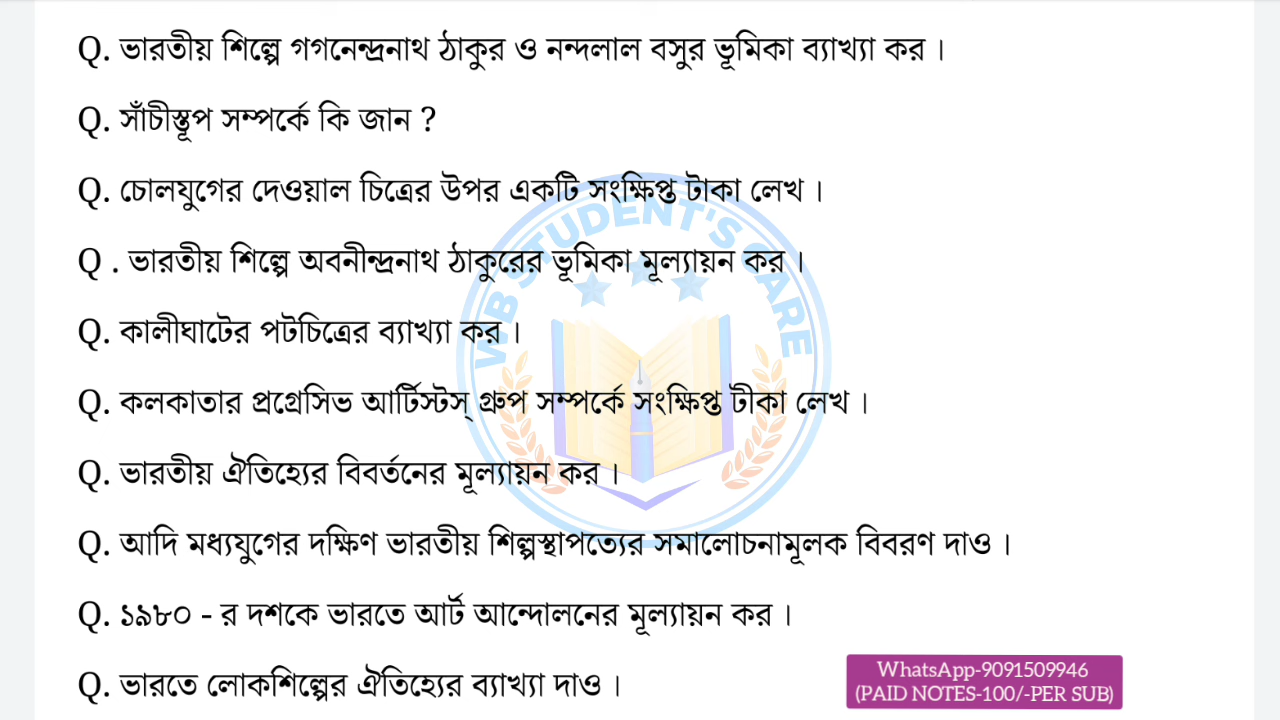 Q. ভারতীয় শিল্পে গগনেন্দ্রনাথ ঠাকুর ও নন্দলাল বসুর ভূমিকা ব্যাখ্যা কর ।
Q. সাঁচীস্তূপ সম্পর্কে কি জান ?
Q. চোলযুগের দেওয়াল চিত্রের উপর একটি সংক্ষিপ্ত টাকা লেখ ।
Q . ভারতীয় শিল্পে অবনীন্দ্রনাথ ঠাকুরের ভূমিকা মূল্যায়ন কর ।
Q. কালীঘাটের পটচিত্রের ব্যাখ্যা কর ।
Q. কলকাতার প্রগ্রেসিভ আর্টিস্টস্ গ্রুপ সম্পর্কে সংক্ষিপ্ত টীকা লেখ ।
Q. ভারতীয় ঐতিহ্যের বিবর্তনের মূল্যায়ন কর ।
Q. আদি মধ্যযুগের দক্ষিণ ভারতীয় শিল্পস্থাপত্যের সমালোচনামূলক বিবরণ দাও ।
Q. ১৯৮০ - র দশকে ভারতে আর্ট আন্দোলনের মূল্যায়ন কর ।
Q. ভারতে লোকশিল্পের ঐতিহ্যের ব্যাখ্যা দাও ।
WB STUDENT'S CARE
WhatsApp-9091509946
(PAID NOTES-100/-PER SUB)